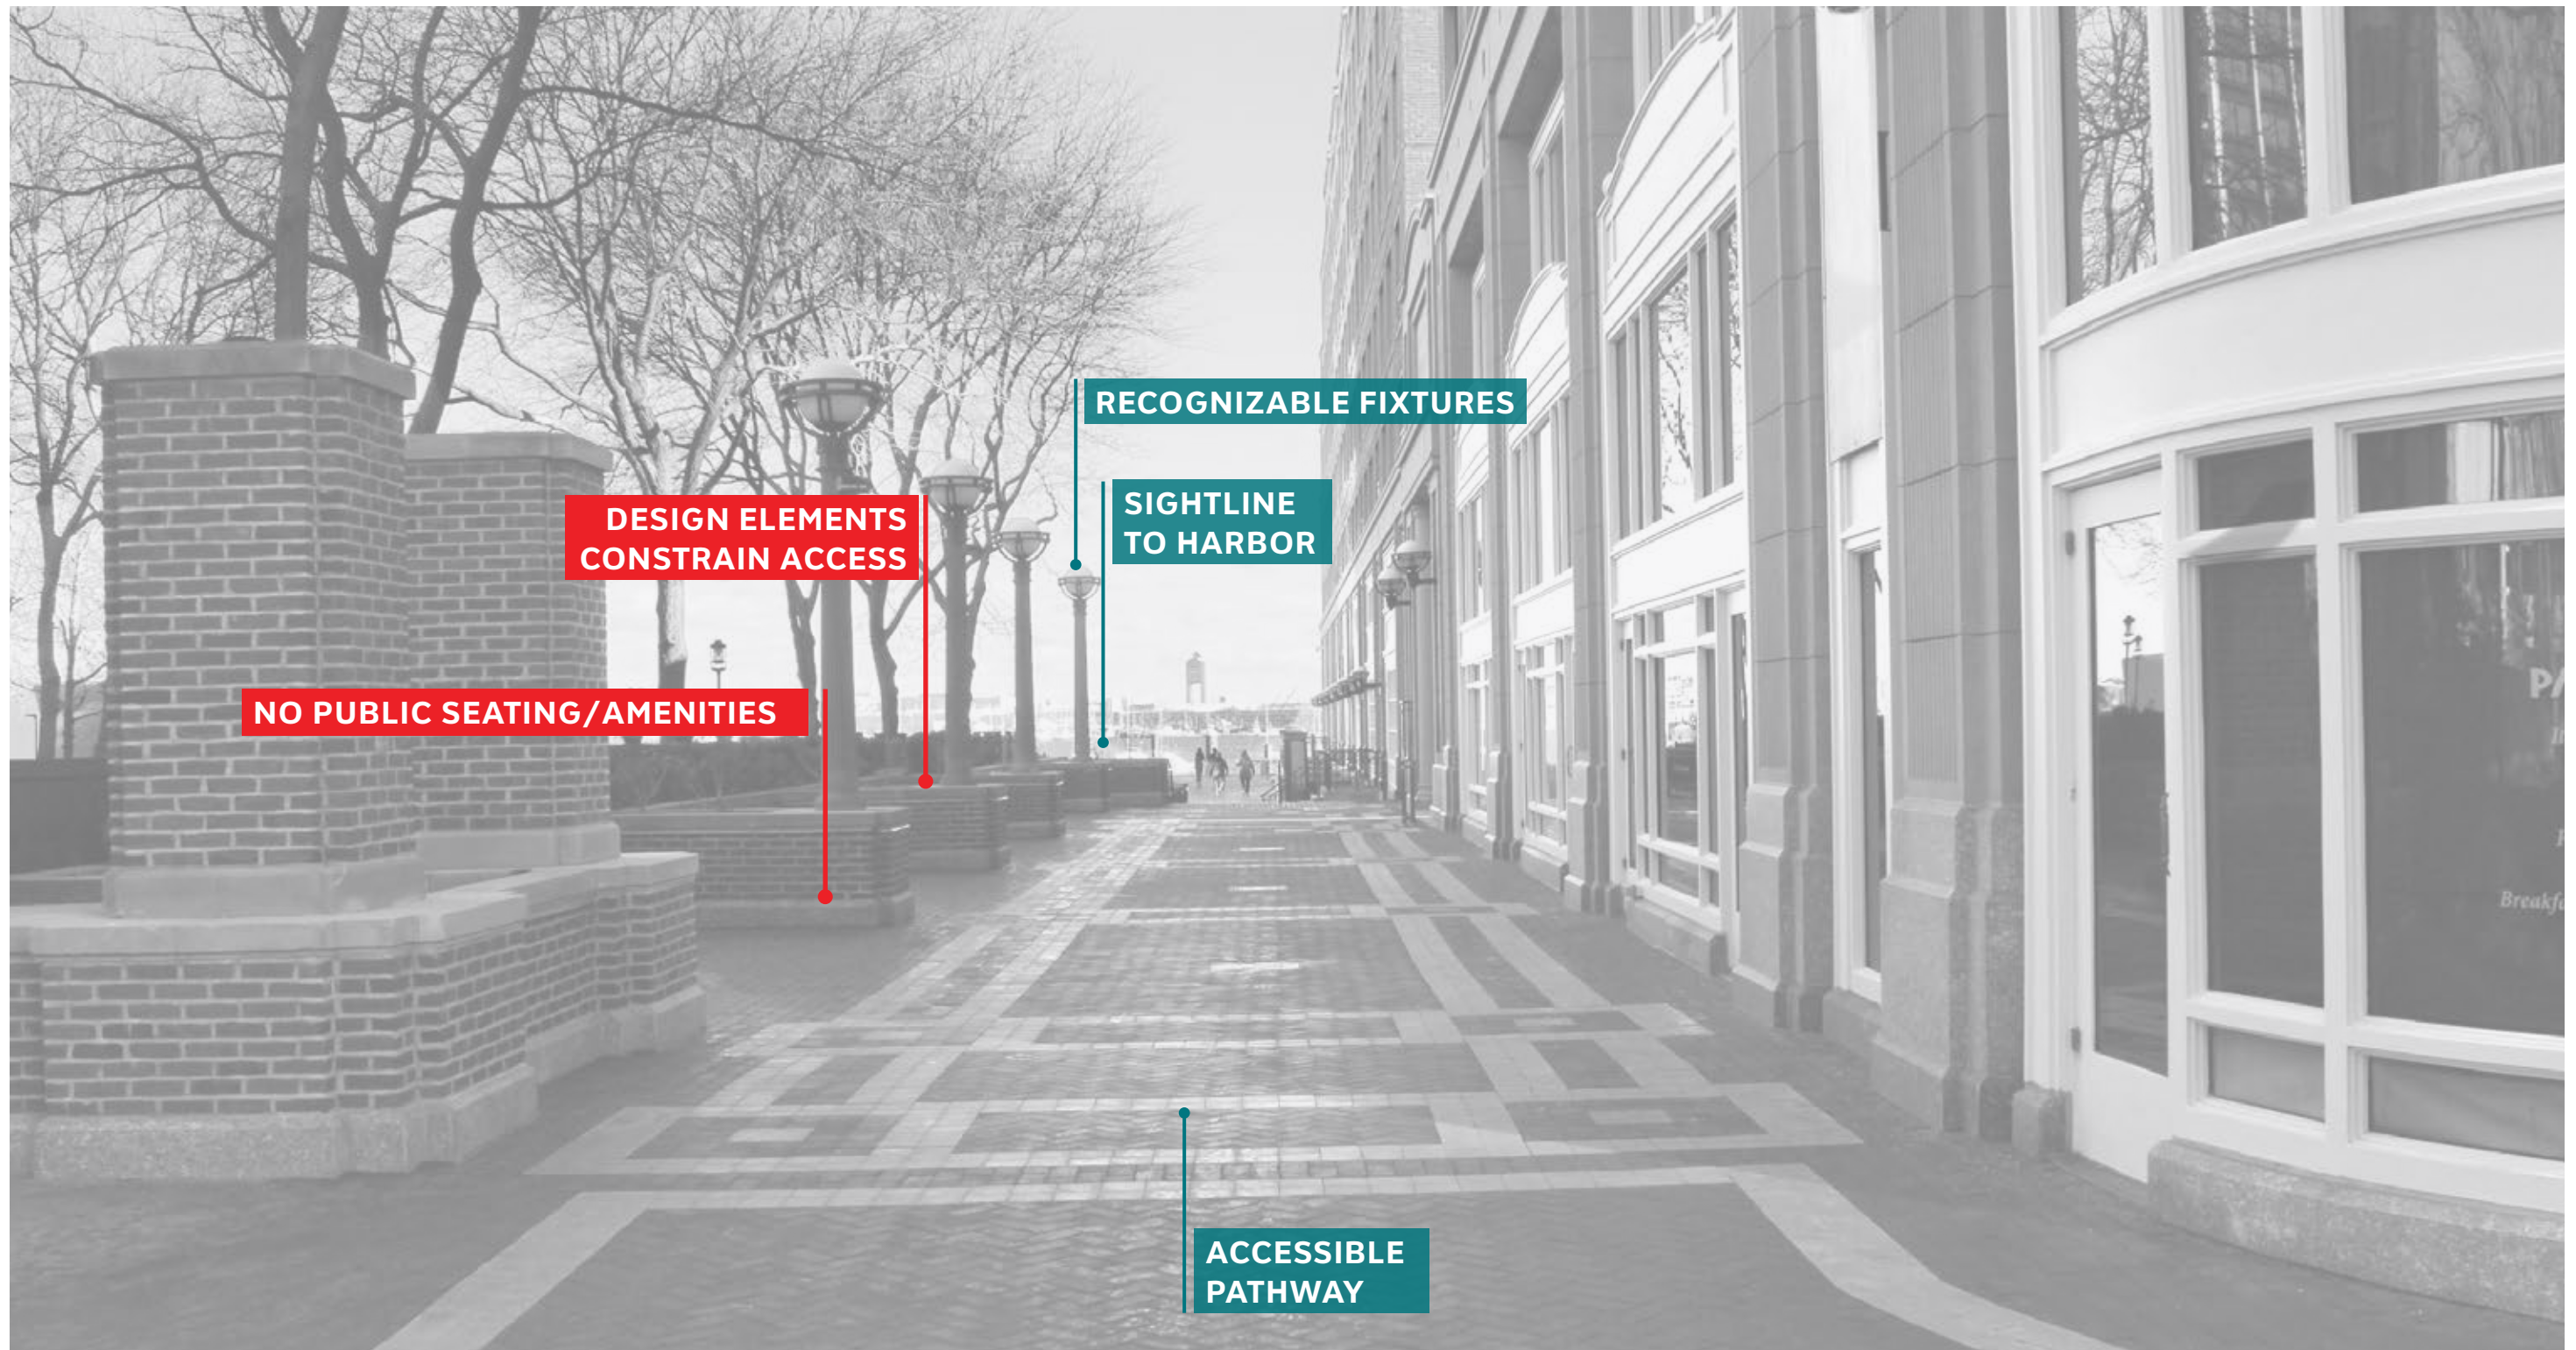 RECOGNIZABLE FIXTURES
SIGHTLINE
TO HARBOR
DESIGN ELEMENTS
CONSTRAIN ACCESS
NO PUBLIC SEATING/AMENITIES
ACCESSIBLE
PATHWAY